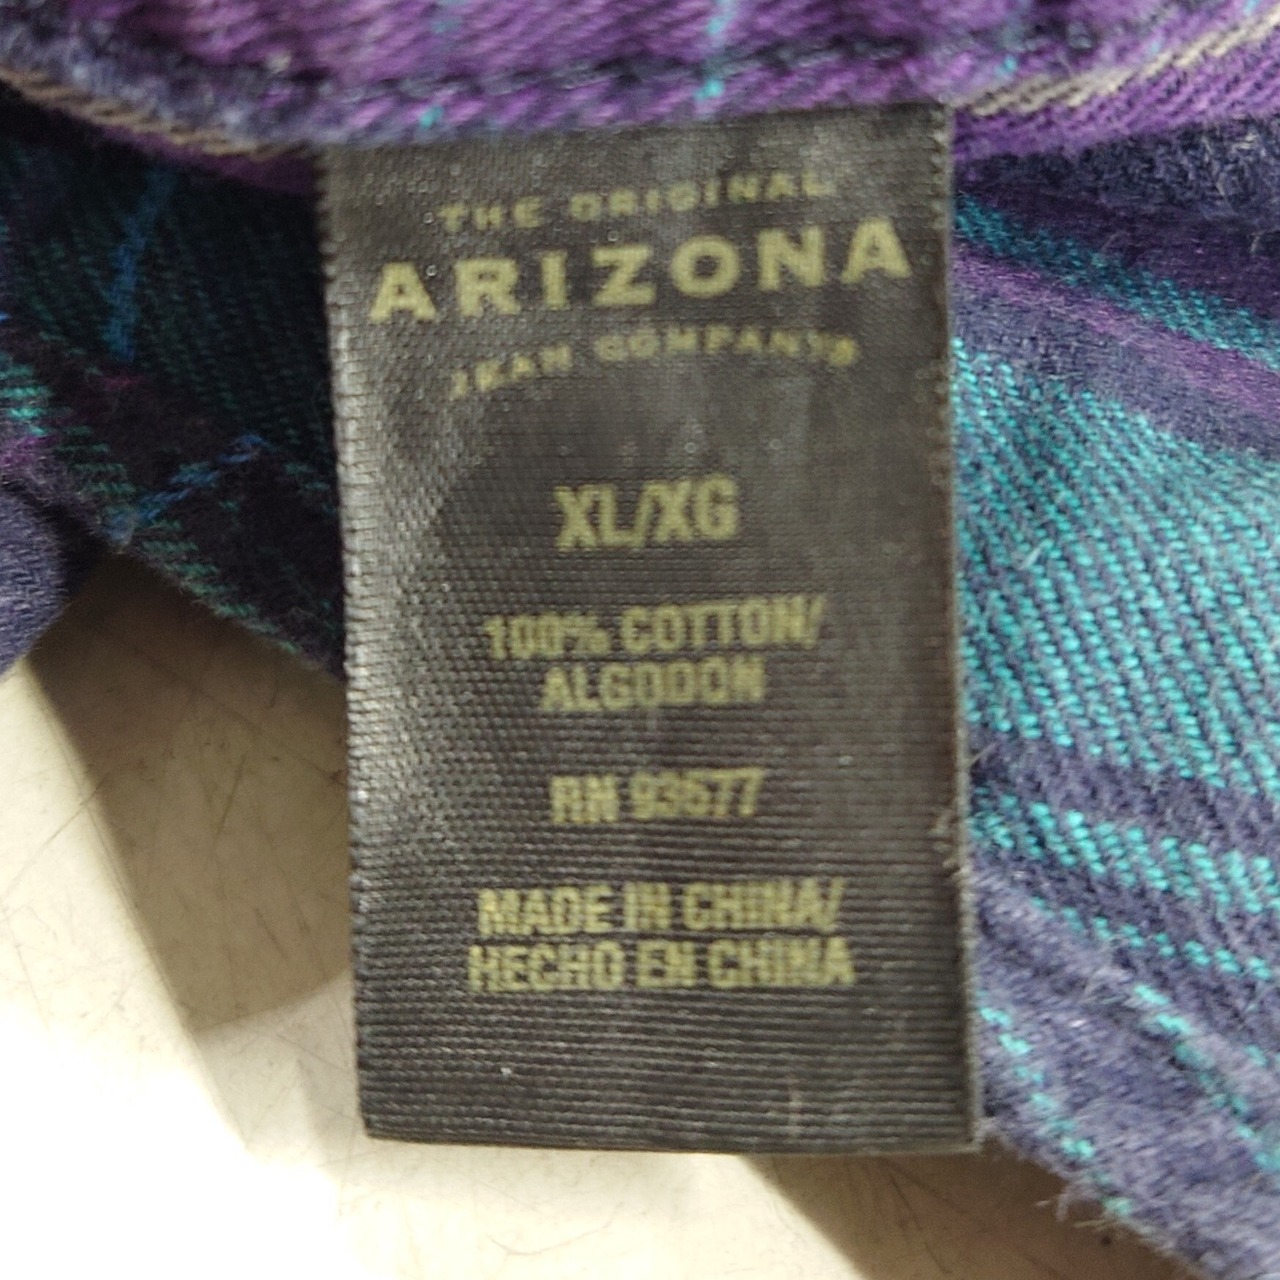 THE ORIGINAL
ARIZONA
JEAN COMPANY®
XL/XG
100% COTTON/
ALGODON
RN 93677
MADE IN CHINA/
HECHO EN CHINA